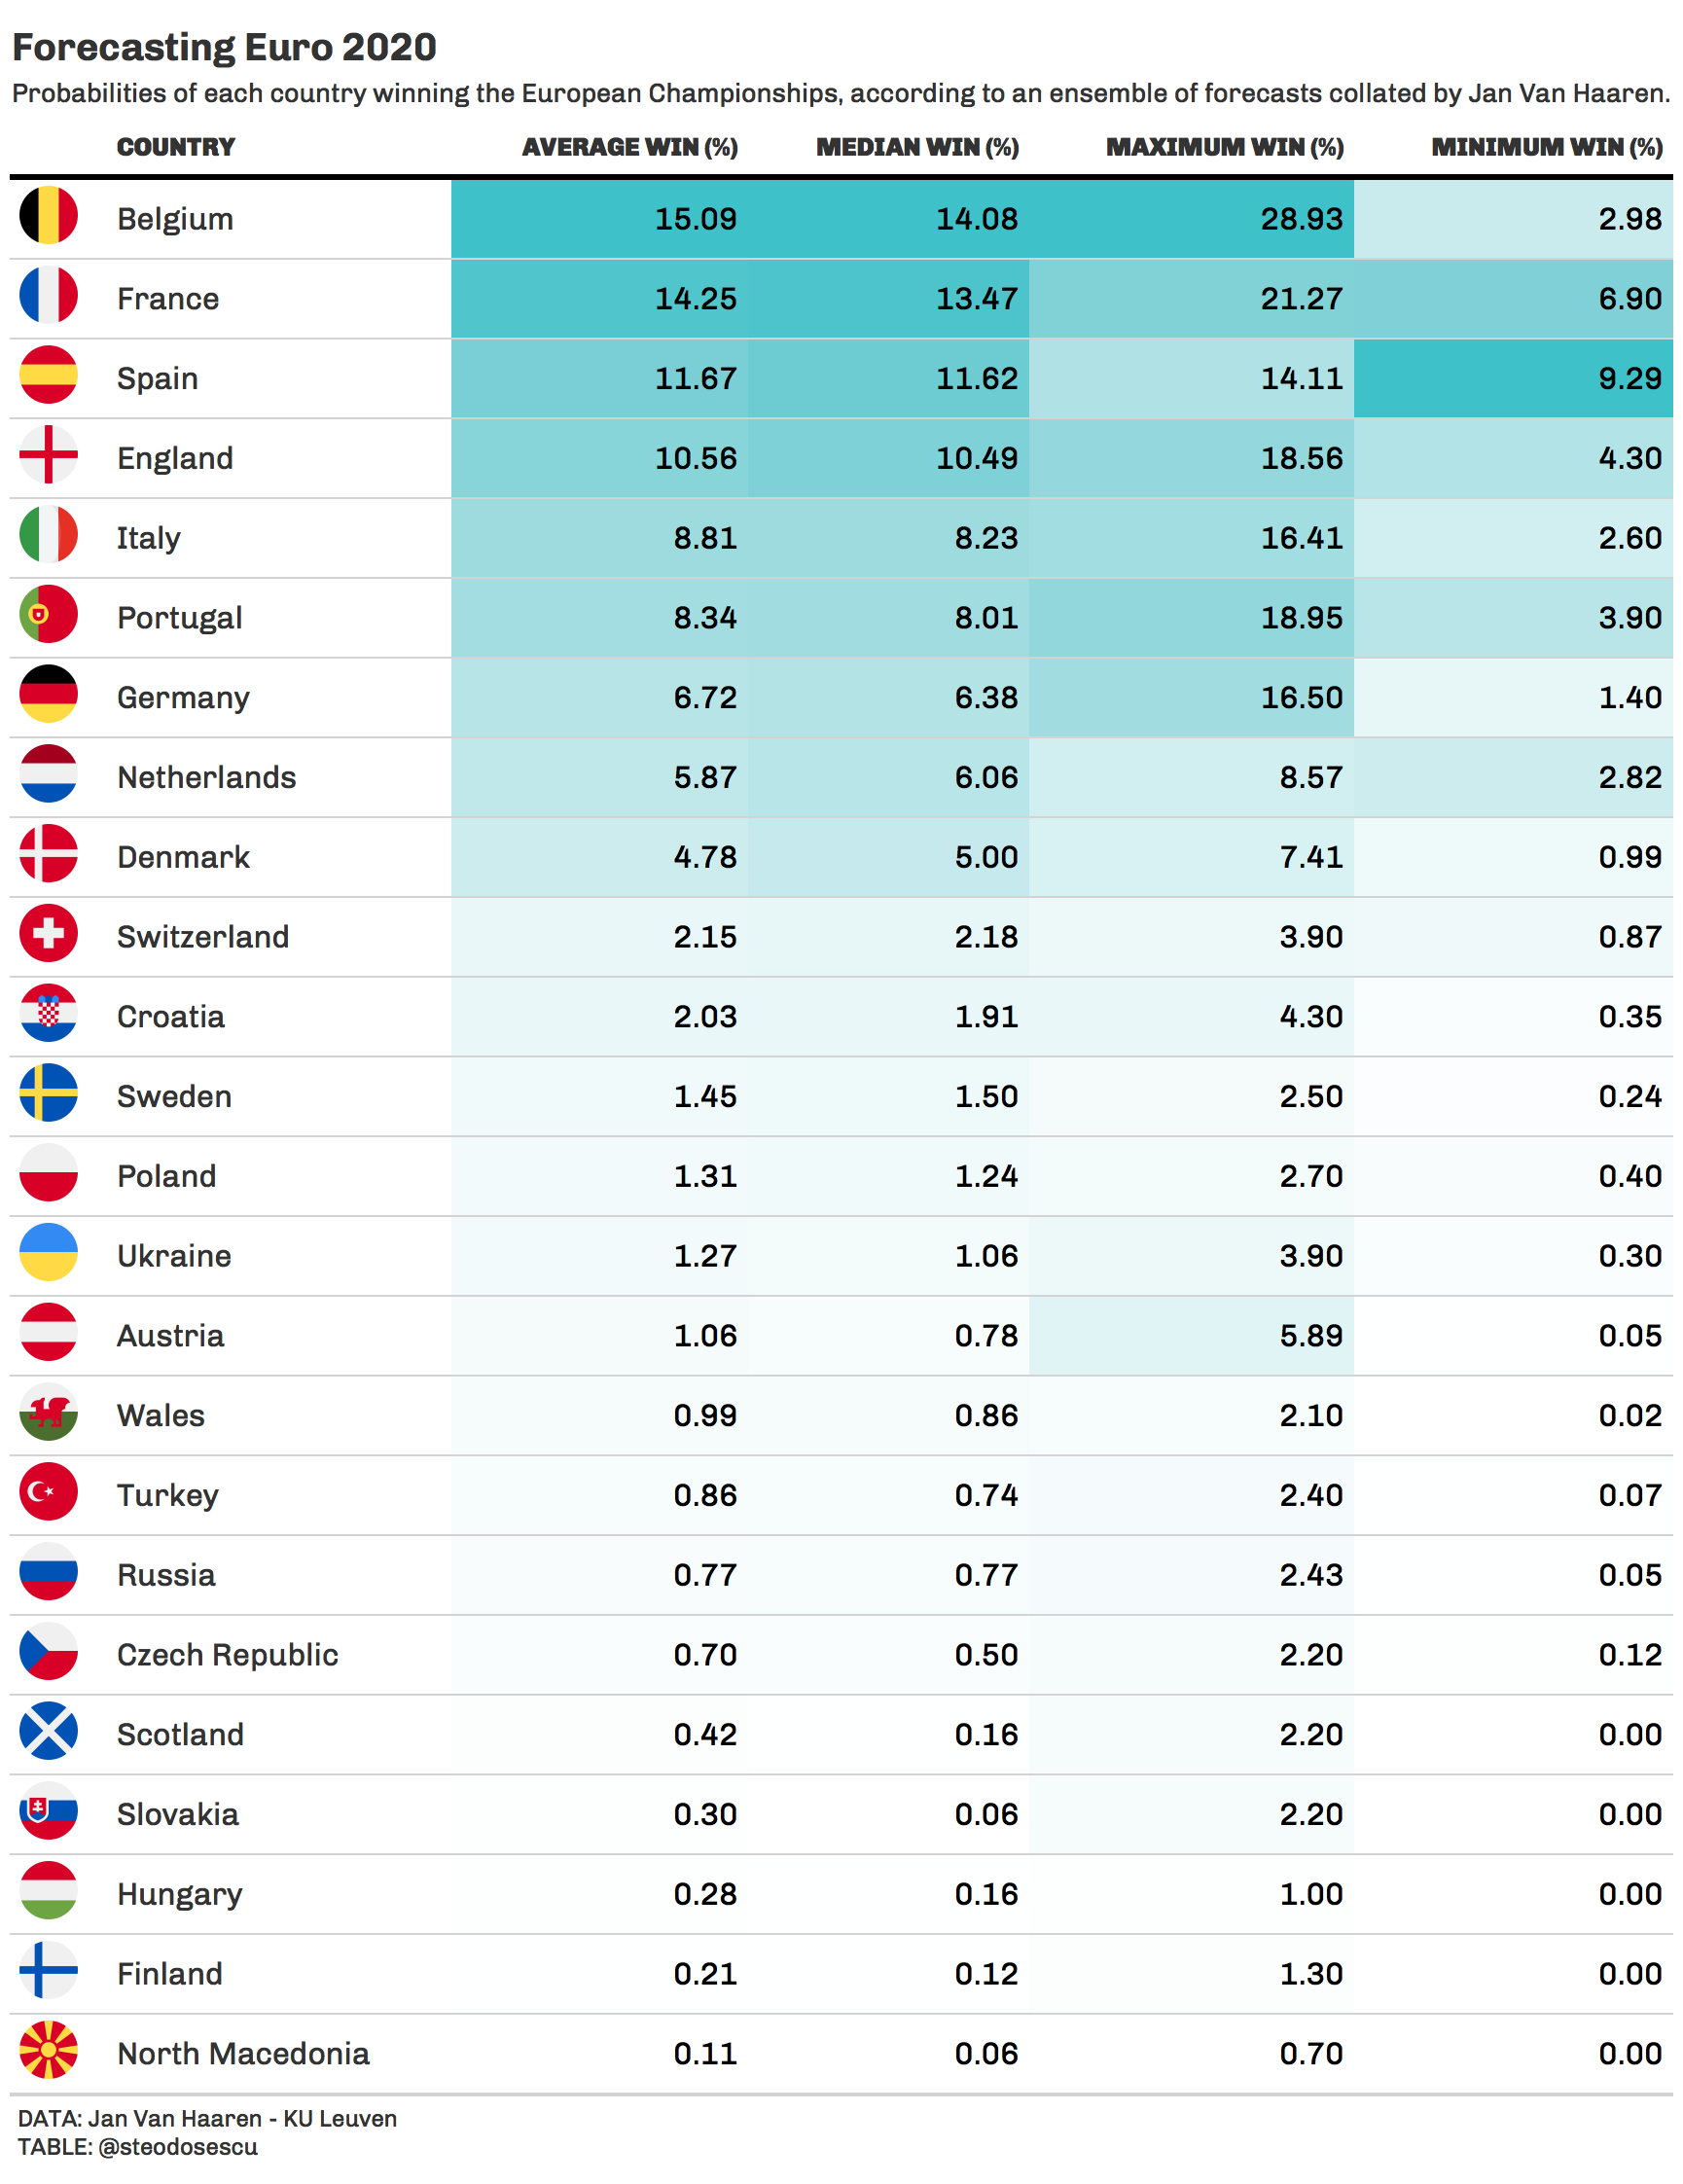 Forecasting Euro 2020
Probabilities of each country winning the European Championships, according to an ensemble of forecasts collated by Jan Van Haaren.
COUNTRY AVERAGE WIN (%) MEDIAN WIN (%) MAXIMUM WIN (%) MINIMUM WIN (%)
Belgium 15.09 14.08 28.93 2.98
France 14.25 13.47 21.27 6.90
Spain 11.67 11.62 14.11 9.29
England 10.56 10.49 18.56 4.30
Italy 8.81 8.23 16.41 2.60
Portugal 8.34 8.01 18.95 3.90
Germany 6.72 6.38 16.50 1.40
Netherlands 5.87 6.06 8.57 2.82
Denmark 4.78 5.00 7.41 0.99
Switzerland 2.15 2.18 3.90 0.87
Croatia 2.03 1.91 4.30 0.35
Sweden 1.45 1.50 2.50 0.24
Poland 1.31 1.24 2.70 0.40
Ukraine 1.27 1.06 3.90 0.30
Austria 1.06 0.78 5.89 0.05
Wales 0.99 0.86 2.10 0.02
Turkey 0.86 0.74 2.40 0.07
Russia 0.77 0.77 2.43 0.05
Czech Republic 0.70 0.50 2.20 0.12
Scotland 0.42 0.16 2.20 0.00
Slovakia 0.30 0.06 2.20 0.00
Hungary 0.28 0.16 1.00 0.00
Finland 0.21 0.12 1.30 0.00
North Macedonia 0.11 0.06 0.70 0.00
DATA: Jan Van Haaren - KU Leuven
TABLE: @steodosescu